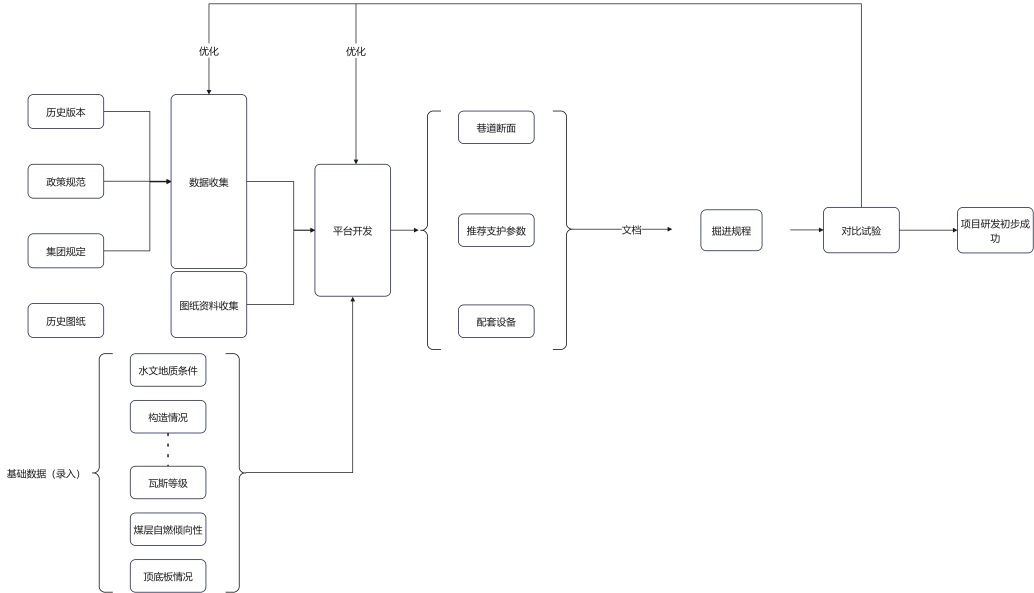 优化
优化
历史版本
政策规范
集团规定
历史图纸
数据收集
图纸资料收集
平台开发
巷道断面
推荐支护参数
配套设备
文档
掘进规程
对比试验
项目研发初步成
功
基础数据（录入）
水文地质条件
构造情况
瓦斯等级
煤层自燃倾向性
顶底板情况